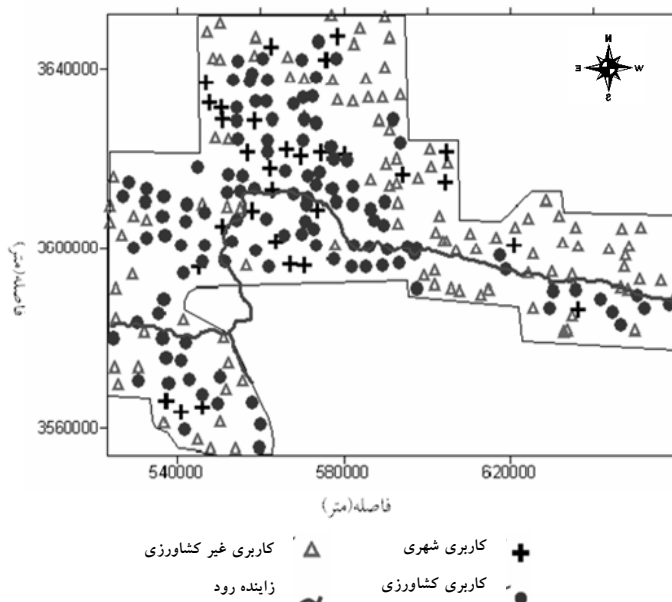 3640000
3600000
3560000
فاصله(متر)
540000
580000
620000
فاصله(متر)
N
E
W
S
کاربری شهری
کاربری غیر کشاورزی
کاربری کشاورزی
زاینده رود